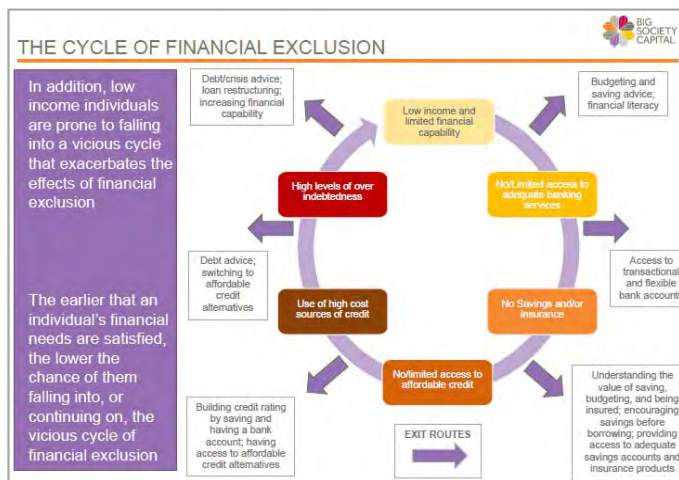 BIG
SOCIETY
CAPITAL
THE CYCLE OF FINANCIAL EXCLUSION
In addition, low
income individuals
are prone to falling
into a vicious cycle
that exacerbates the
effects of financial
exclusion
The earlier that an
individual's financial
needs are satisfied,
the lower the
chance of them
falling into, or
continuing on, the
vicious cycle of
financial exclusion
Debt/crisis advice;
loan restructuring;
increasing financial
capability
Low income and
limited financial
capability
Budgeting and
saving advice;
financial literacy
High levels of over
indebtedness
No/Limited access to
adequate banking
services
Debt advice;
switching to
affordable
credit
alternatives
Access to
transactional
and flexible
bank accounts
Use of high cost
sources of credit
No Savings and/or
insurance
No/limited access to
affordable credit
Building credit rating
by saving and
having a bank
account; having
access to affordable
credit alternatives
EXIT ROUTES
Understanding the
value of saving,
budgeting, and being
insured; encouraging
savings before
borrowing; providing
access to adequate
savings accounts and
insurance products